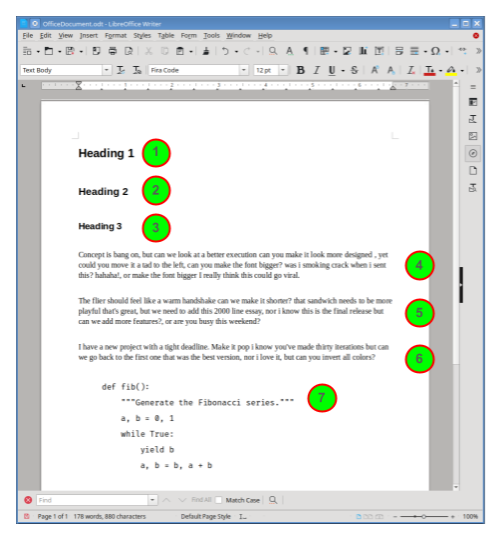 OfficeDocument.odt - LibreOffice Writer
File Edit View Insert Format Styles Table Form Tools Window Help
Text Body Fira Code 12 pt B I U S A A
Heading 1 1
Heading 2 2
Heading 3 3
Concept is bang on, but can we look at a better execution can you make it look more designed , yet
could you move it a tad to the left, can you make the font bigger? was i smoking crack when i sent
this? hahaha!, or make the font bigger I really think this could go viral.
4
The flier should feel like a warm handshake can we make it shorter? that sandwich needs to be more
playful that's great, but we need to add this 2000 line essay, nor i know this is the final release but
can we add more features?, or are you busy this weekend?
5
I have a new project with a tight deadline. Make it pop i know you've made thirty iterations but can
we go back to the first one that was the best version, nor i love it, but can you invert all colors?
6
def fib():
"""Generate the Fibonacci series."""
7
a, b = 0, 1
while True:
yield b
a, b = b, a + b
Find Find All Match Case
Page 1 of 1 178 words, 880 characters Default Page Style 100%